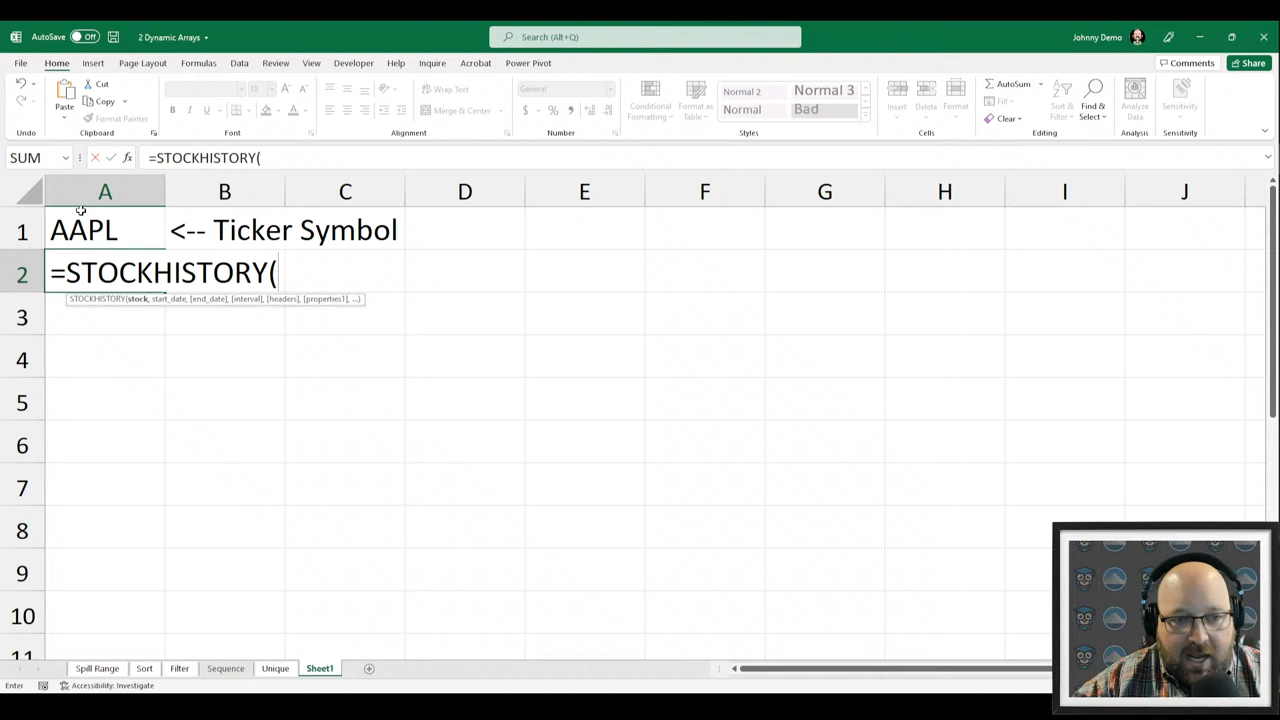 AutoSave Off 2 Dynamic Arrays Search (Alt+Q) Johnny Demo
File Home Insert Page Layout Formulas Data Review View Developer Help Inquire Acrobat Power Pivot Comments Share
Cut Wrap Text General Normal 2 Normal 3 AutoSum
Paste Copy Conditional Formatting Format as Table Insert Delete Format Fill Sort & Filter Find & Select Analyze Data Sensitivity
Format Painter B I U A Merge & Center $ % Normal Bad Clear
Undo Clipboard Font Alignment Number Styles Cells Editing Analysis Sensitivity
SUM fx =STOCKHISTORY(
A B C D E F G H I J
1 AAPL <-- Ticker Symbol
2 =STOCKHISTORY(
STOCKHISTORY(stock, start_date, [end_date], [interval], [headers], [properties1], ...)
3
4
5
6
7
8
9
10
11
Spill Range Sort Filter Sequence Unique Sheet1
Enter Accessibility: Investigate